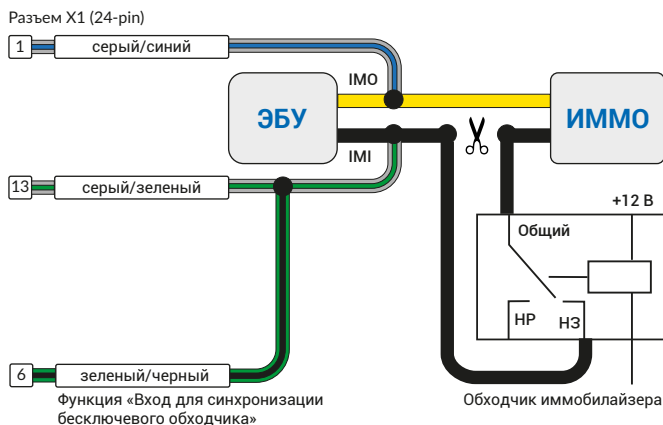 Разъем X1 (24-pin)
1
серый/синий
IMO
ЭБУ
ИММО
IMI
13
серый/зеленый
+12 В
Общий
НР
НЗ
6
зеленый/черный
Функция «Вход для синхронизации
бесключевого обходчика»
Обходчик иммобилайзера